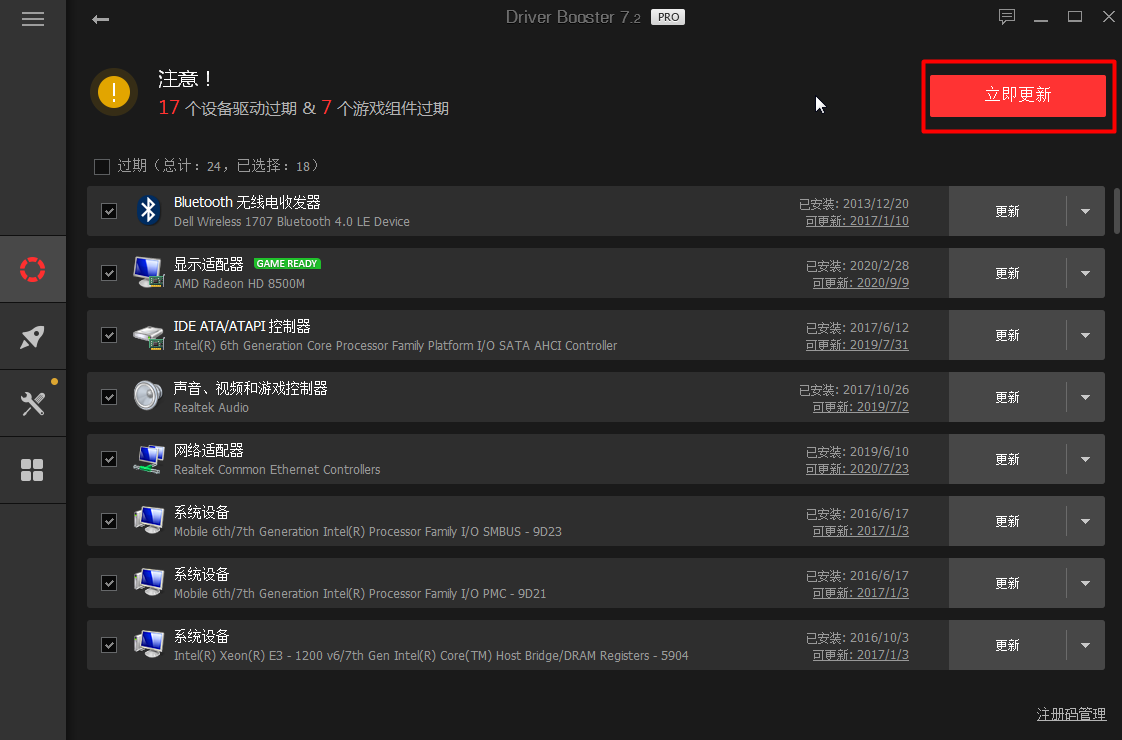 Driver Booster 7.2 PRO
注意！
17 个设备驱动过期 & 7 个游戏组件过期
立即更新
过期（总计：24，已选择：18）
Bluetooth 无线电收发器
Dell Wireless 1707 Bluetooth 4.0 LE Device
已安装: 2013/12/20
可更新: 2017/1/10
更新
显示适配器 GAME READY
AMD Radeon HD 8500M
已安装: 2020/2/28
可更新: 2020/9/9
更新
IDE ATA/ATAPI 控制器
Intel(R) 6th Generation Core Processor Family Platform I/O SATA AHCI Controller
已安装: 2017/6/12
可更新: 2019/7/31
更新
声音、视频和游戏控制器
Realtek Audio
已安装: 2017/10/26
可更新: 2019/7/2
更新
网络适配器
Realtek Common Ethernet Controllers
已安装: 2019/6/10
可更新: 2020/7/23
更新
系统设备
Mobile 6th/7th Generation Intel(R) Processor Family I/O SMBUS - 9D23
已安装: 2016/6/17
可更新: 2017/1/3
更新
系统设备
Mobile 6th/7th Generation Intel(R) Processor Family I/O PMC - 9D21
已安装: 2016/6/17
可更新: 2017/1/3
更新
系统设备
Intel(R) Xeon(R) E3 - 1200 v6/7th Gen Intel(R) Core(TM) Host Bridge/DRAM Registers - 5904
已安装: 2016/10/3
可更新: 2017/1/3
更新
注册码管理